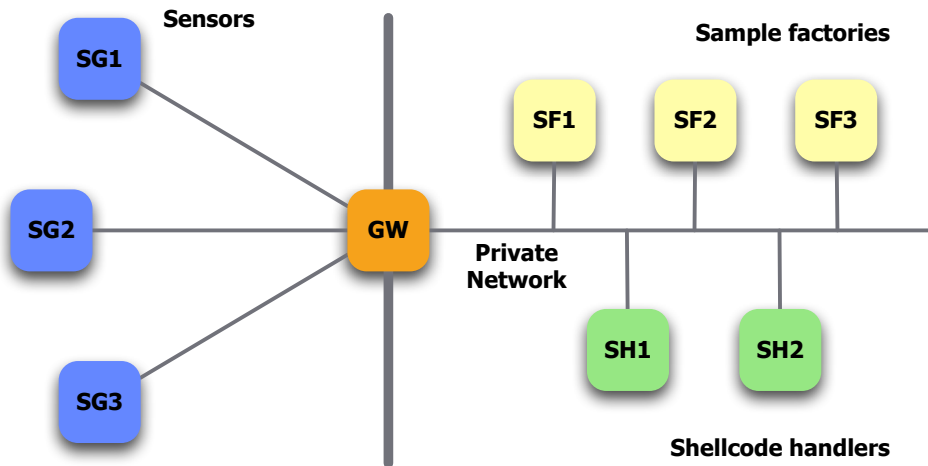 Sensors
SG1
Sample factories
SF1
SF2
SF3
SG2
GW
Private
Network
SH1
SH2
SG3
Shellcode handlers